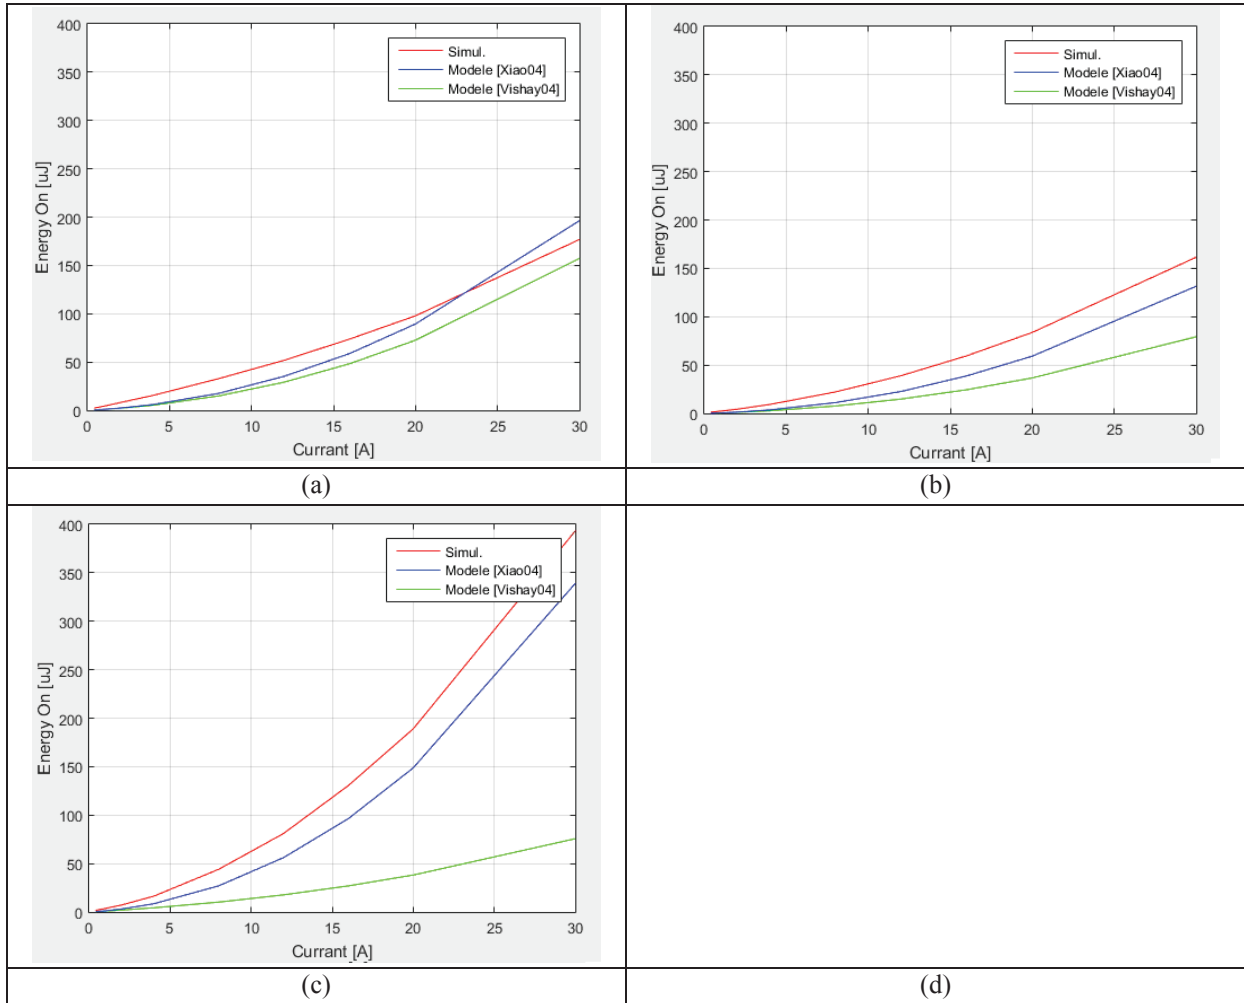 400
350
300
250
200
150
100
50
0
Energy On [uJ]
Simul.
Modele [Xiao04]
Modele [Vishay04]
0 5 10 15 20 25 30
Currant [A]
(a)
400
350
300
250
200
150
100
50
0
Energy On [uJ]
Simul.
Modele [Xiao04]
Modele [Vishay04]
0 5 10 15 20 25 30
Currant [A]
(b)
400
350
300
250
200
150
100
50
0
Energy On [uJ]
Simul.
Modele [Xiao04]
Modele [Vishay04]
0 5 10 15 20 25 30
Currant [A]
(c)
(d)